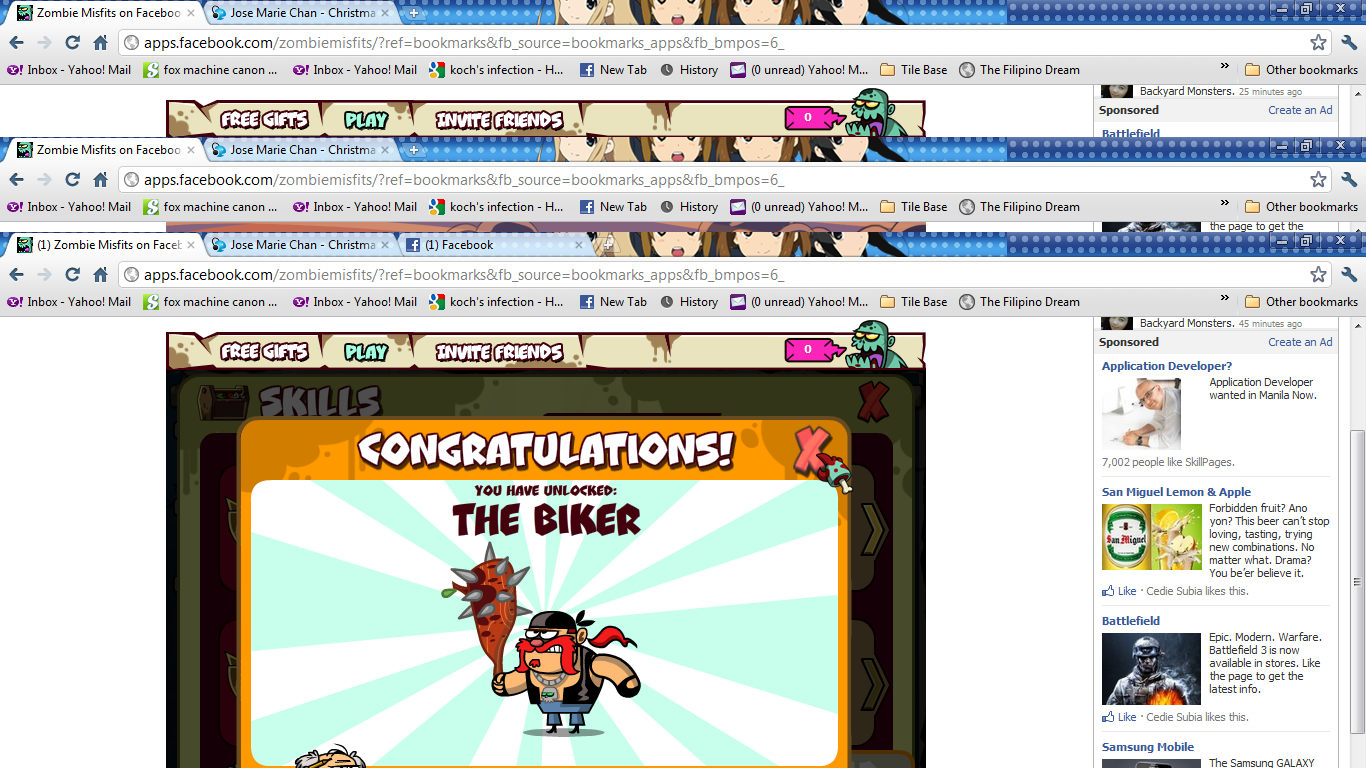 Zombie Misfits on Faceboo
Jose Marie Chan - Christma
apps.facebook.com/zombiemisfits/?ref=bookmarks&fb_source=bookmarks_apps&fb_bmpos=6_
Inbox - Yahoo! Mail
fox machine canon ...
Inbox - Yahoo! Mail
koch's infection - H...
New Tab
History
(0 unread) Yahoo! M...
Tile Base
The Filipino Dream
»
Other bookmarks
Backyard Monsters. 25 minutes ago
FREE GIFTS
PLAY
INVITE FRIENDS
0
Sponsored
Create an Ad
Battlefield
Zombie Misfits on Faceboo
Jose Marie Chan - Christma
apps.facebook.com/zombiemisfits/?ref=bookmarks&fb_source=bookmarks_apps&fb_bmpos=6_
Inbox - Yahoo! Mail
fox machine canon ...
Inbox - Yahoo! Mail
koch's infection - H...
New Tab
History
(0 unread) Yahoo! M...
Tile Base
The Filipino Dream
»
Other bookmarks
the page to get the
(1) Zombie Misfits on Faceb
Jose Marie Chan - Christma
(1) Facebook
apps.facebook.com/zombiemisfits/?ref=bookmarks&fb_source=bookmarks_apps&fb_bmpos=6_
Inbox - Yahoo! Mail
fox machine canon ...
Inbox - Yahoo! Mail
koch's infection - H...
New Tab
History
(0 unread) Yahoo! M...
Tile Base
The Filipino Dream
»
Other bookmarks
Backyard Monsters. 45 minutes ago
FREE GIFTS
PLAY
INVITE FRIENDS
0
SKILLS
CONGRATULATIONS!
YOU HAVE UNLOCKED:
THE BIKER
Sponsored
Create an Ad
Application Developer?
Application Developer
wanted in Manila Now.
7,002 people like SkillPages.
San Miguel Lemon & Apple
San Miguel
Forbidden fruit? Ano
yon? This beer can't stop
loving, tasting, trying
new combinations. No
matter what. Drama?
You be'er believe it.
Like · Cedie Subia likes this.
Battlefield
Epic. Modern. Warfare.
Battlefield 3 is now
available in stores. Like
the page to get the
latest info.
Like · Cedie Subia likes this.
Samsung Mobile
The Samsung GALAXY